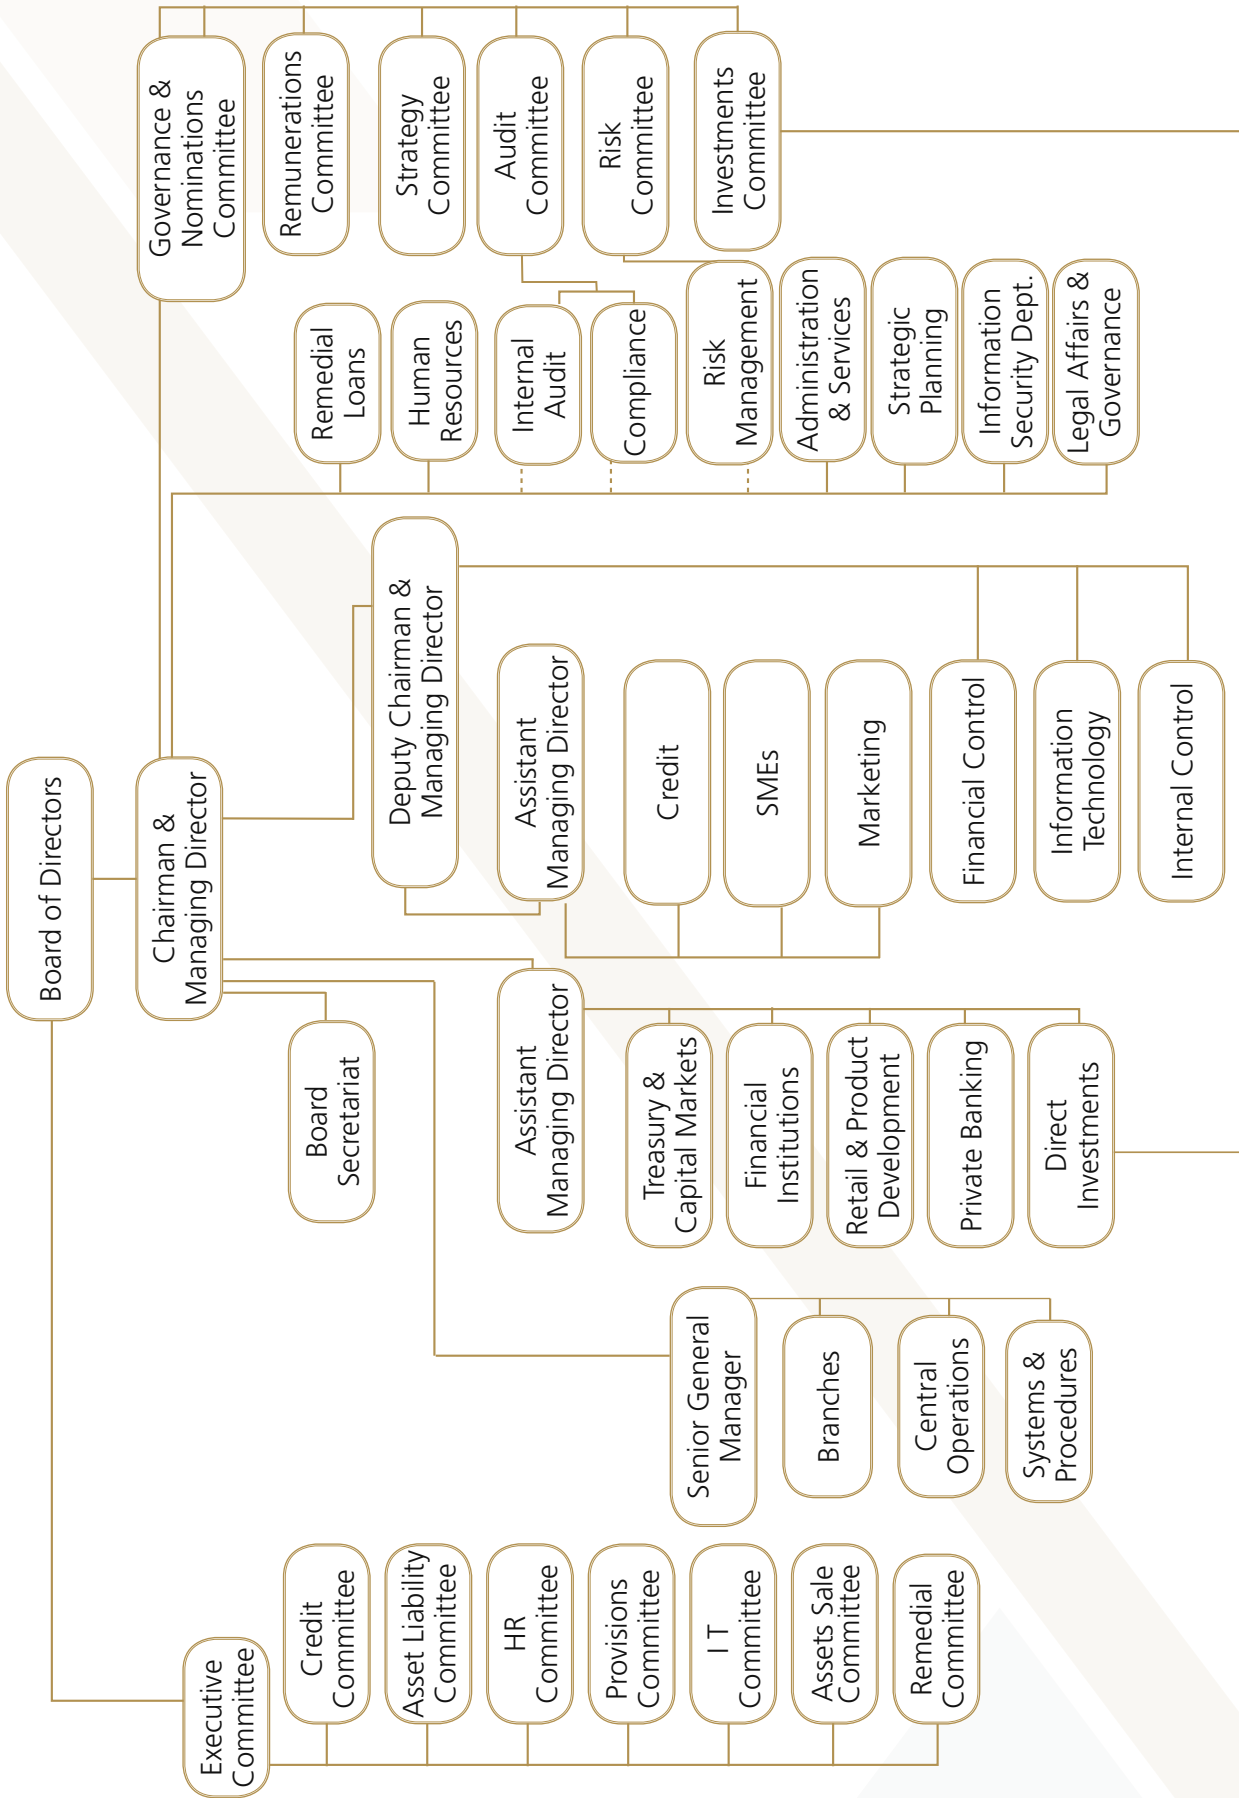 Board of Directors
Chairman &
Managing Director
Executive
Committee
Credit
Committee
Asset Liability
Committee
HR
Committee
Provisions
Committee
I T
Committee
Assets Sale
Committee
Remedial
Committee
Senior General
Manager
Branches
Central
Operations
Systems &
Procedures
Board
Secretariat
Assistant
Managing Director
Treasury &
Capital Markets
Financial
Institutions
Retail & Product
Development
Private Banking
Direct
Investments
Deputy Chairman &
Managing Director
Assistant
Managing Director
Credit
SMEs
Marketing
Financial Control
Information
Technology
Internal Control
Remedial
Loans
Human
Resources
Internal
Audit
Compliance
Risk
Management
Administration
& Services
Strategic
Planning
Information
Security Dept.
Legal Affairs &
Governance
Governance &
Nominations
Committee
Remunerations
Committee
Strategy
Committee
Audit
Committee
Risk
Committee
Investments
Committee